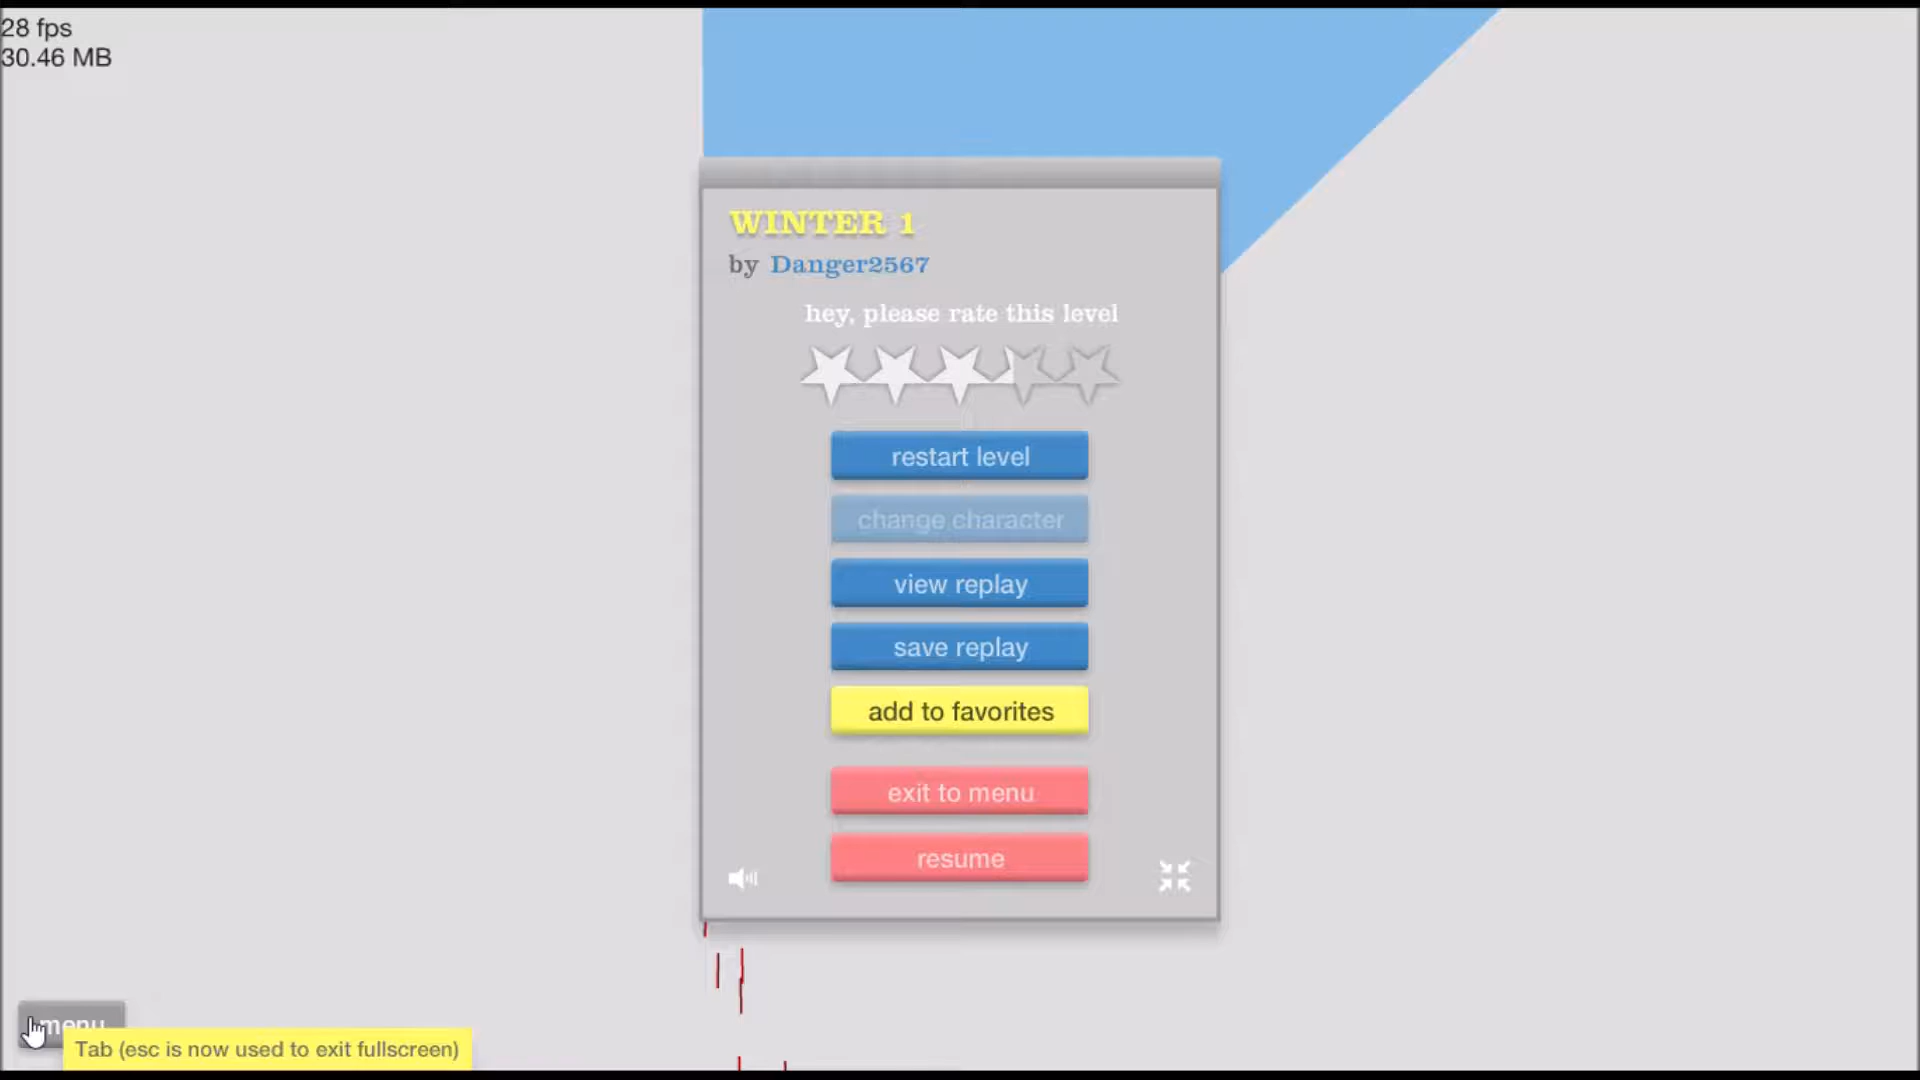 28 fps
30.46 MB
WINTER 1
by Danger2567
hey, please rate this level
restart level
change character
view replay
save replay
add to favorites
exit to menu
resume
menu
Tab (esc is now used to exit fullscreen)